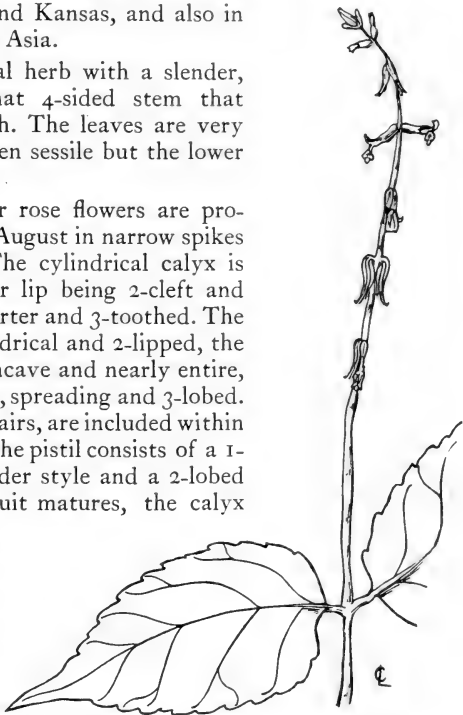 nd Kansas, and also in
Asia.
al herb with a slender,
nat 4-sided stem that
h. The leaves are very
en sessile but the lower
r rose flowers are pro-
August in narrow spikes
he cylindrical calyx is
r lip being 2-cleft and
rter and 3-toothed. The
drical and 2-lipped, the
ncave and nearly entire,
, spreading and 3-lobed.
airs, are included within
he pistil consists of a 1-
der style and a 2-lobed
uit matures, the calyx